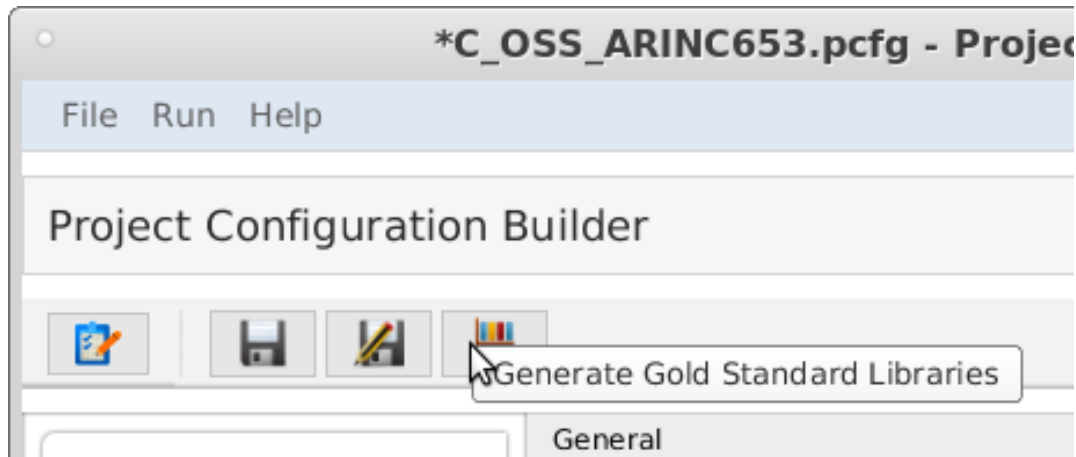 *C_OSS_ARINC653.pcfg - Projec
File Run Help
Project Configuration Builder
Generate Gold Standard Libraries
General